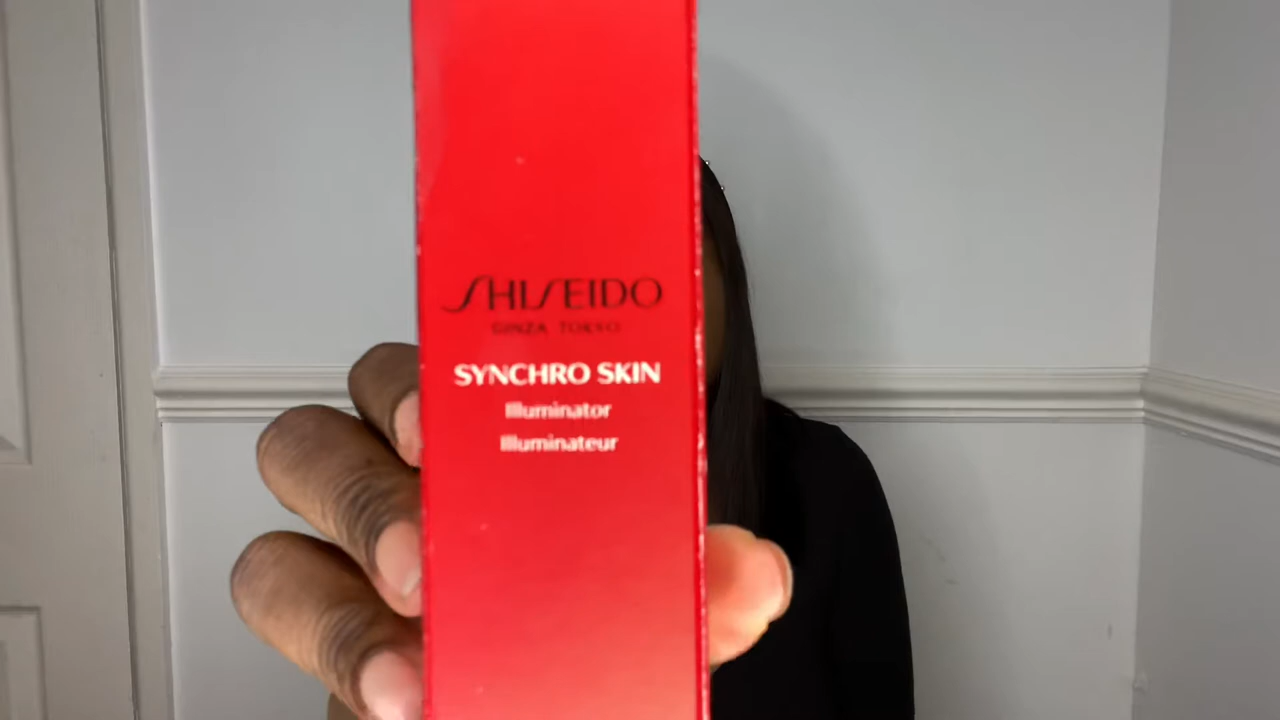 SHISEIDO
GINZA TOKYO
SYNCHRO SKIN
Illuminator
Illuminateur